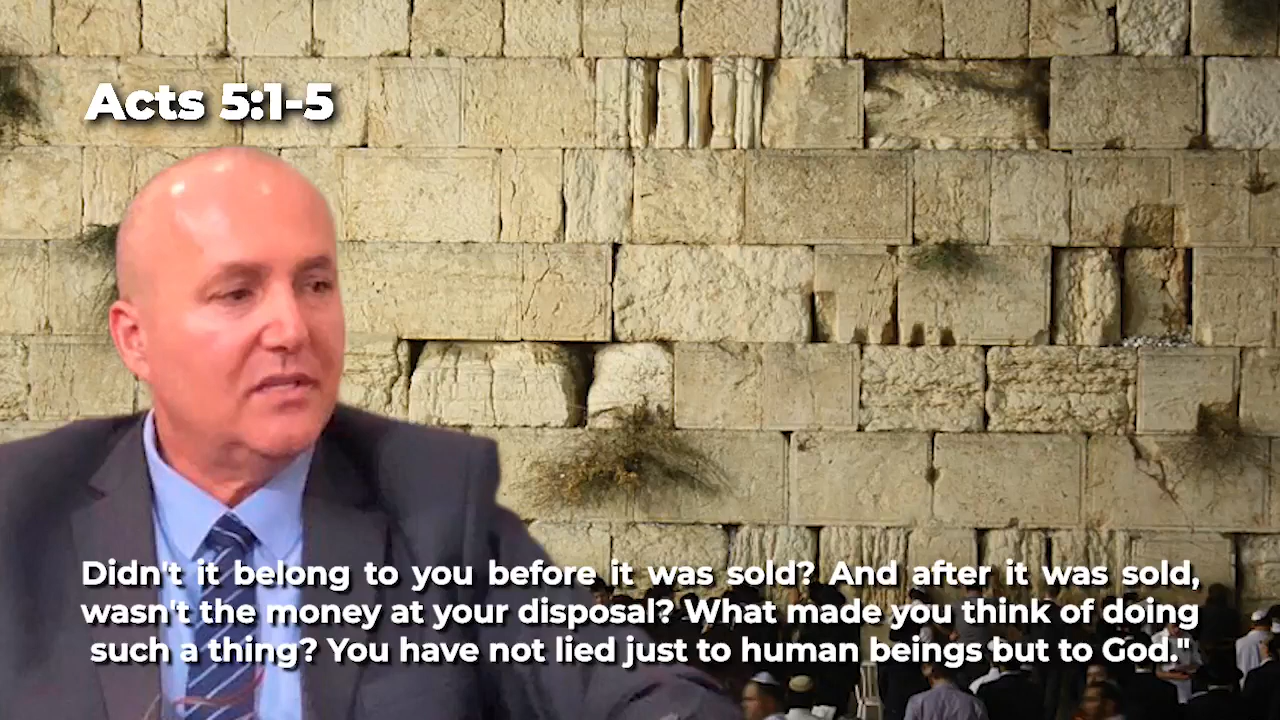 Acts 5:1-5
Didn't it belong to you before it was sold? And after it was sold,
wasn't the money at your disposal? What made you think of doing
such a thing? You have not lied just to human beings but to God."